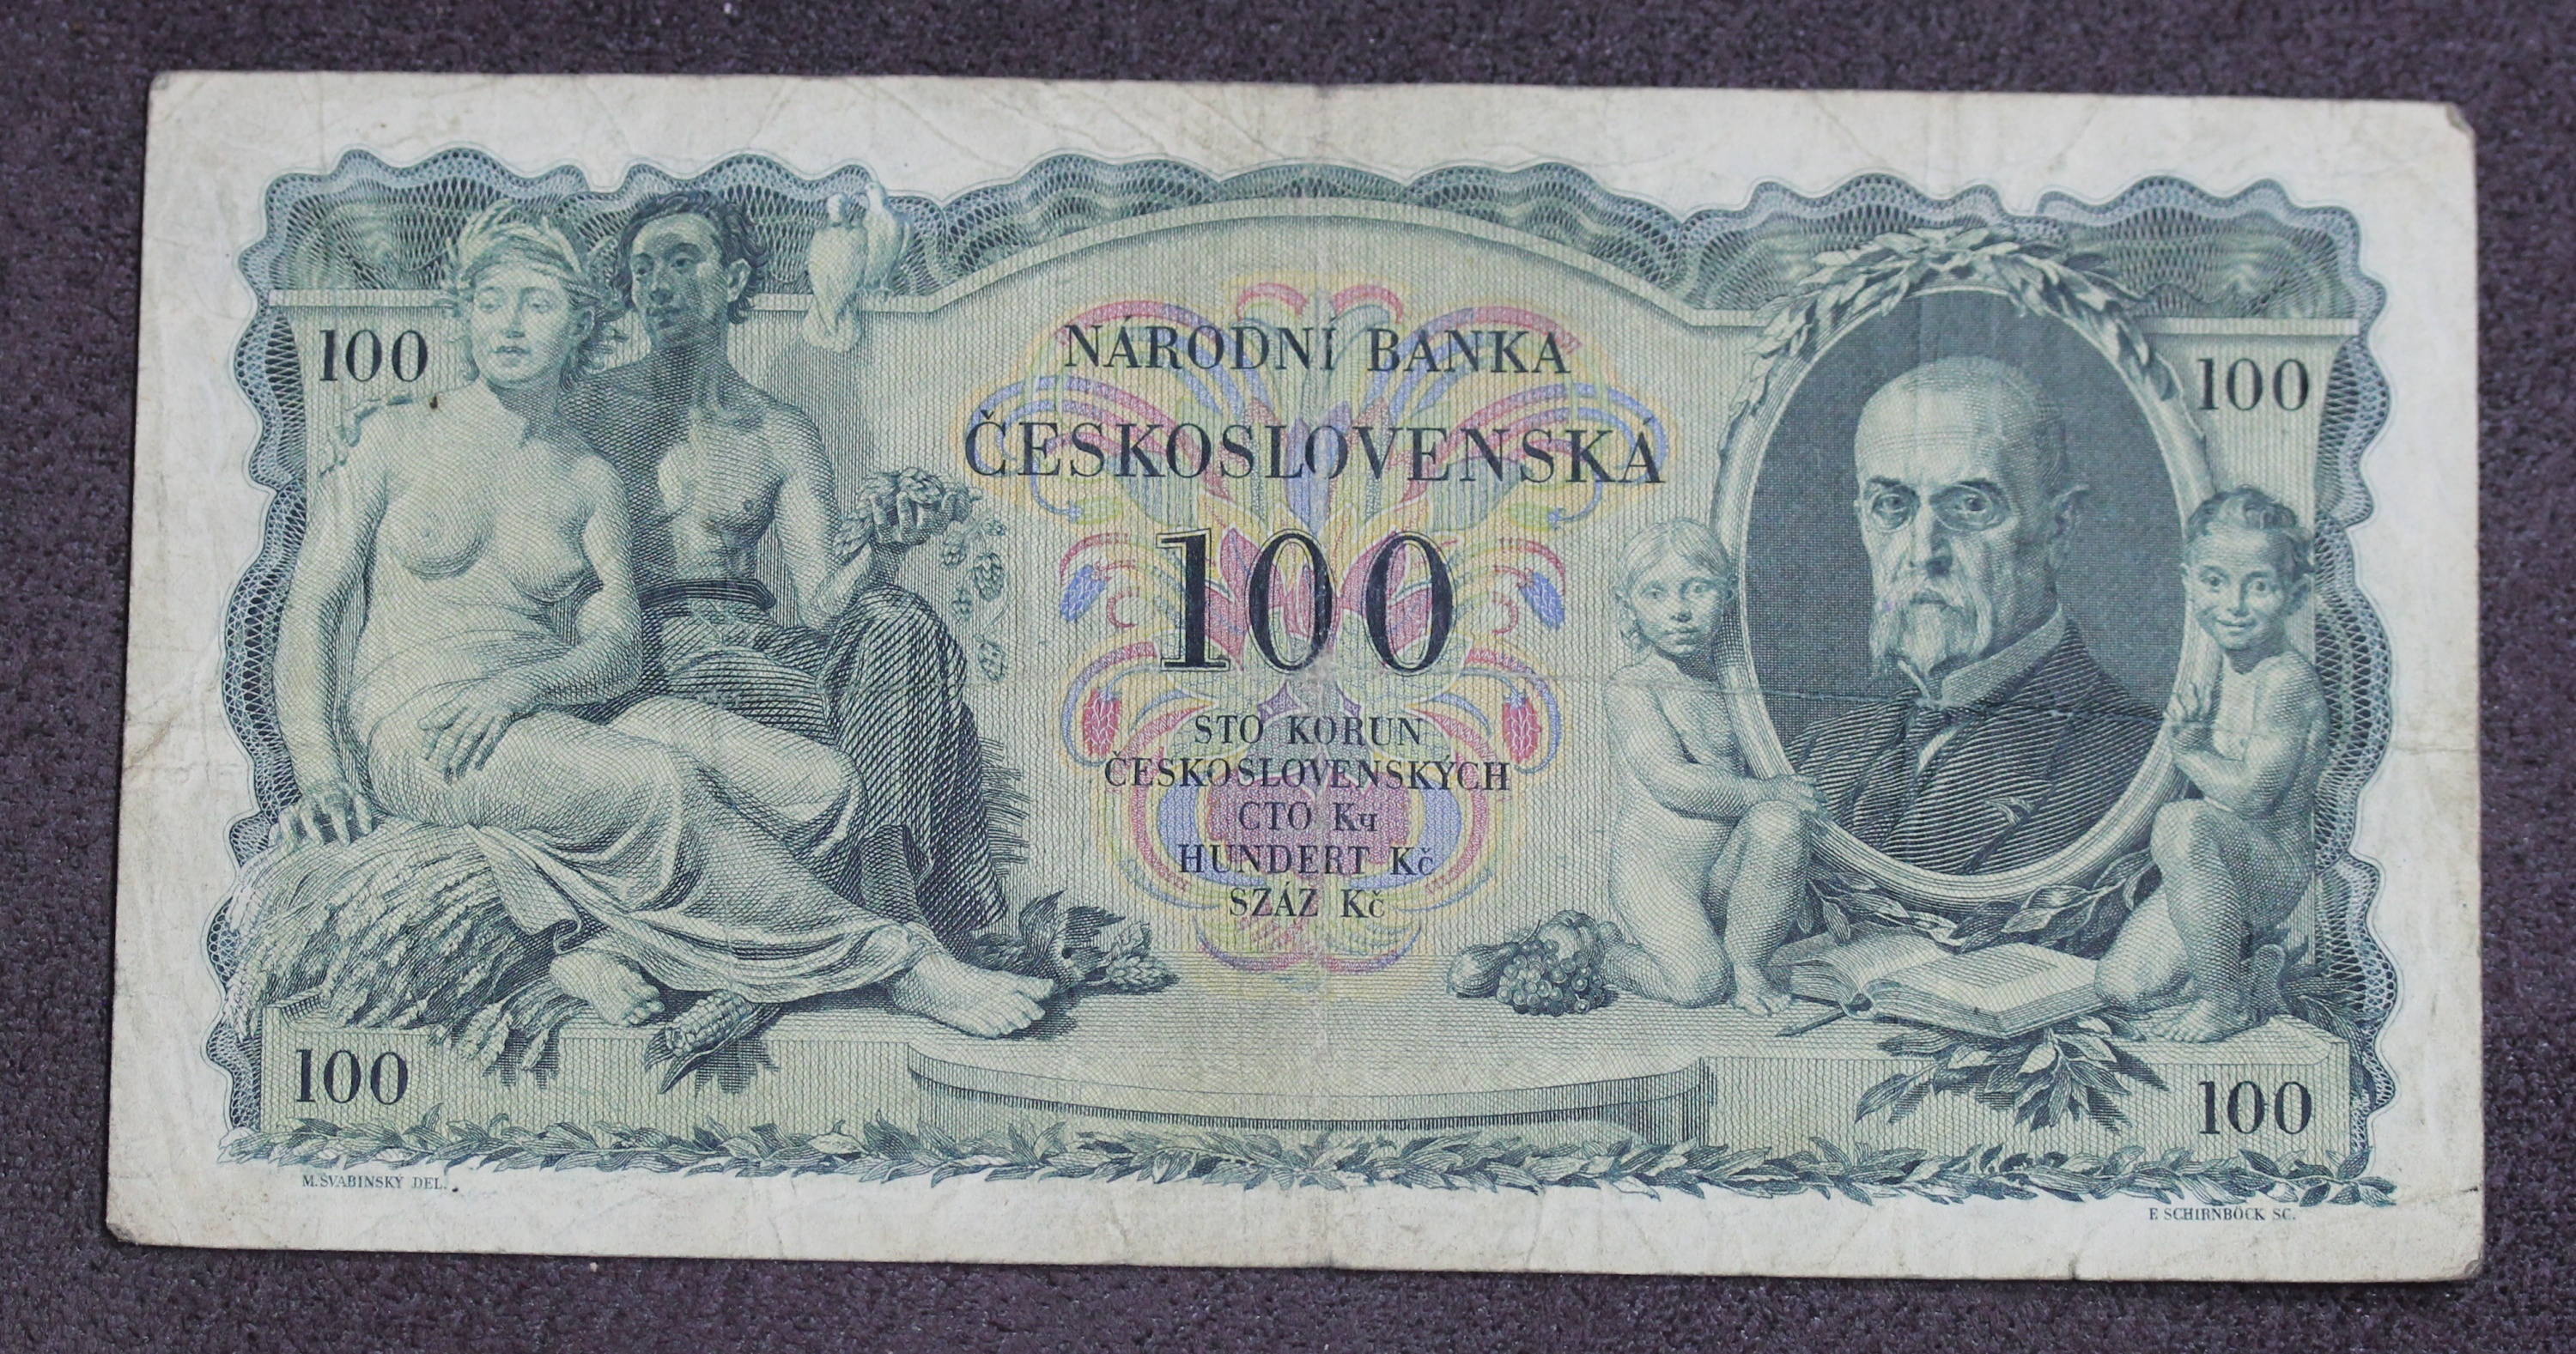 100
100
NÁRODNÍ BANKA
ČESKOSLOVENSKÁ
100
STO KORUN
ČESKOSLOVENSKÝCH
СТО Кч
HUNDERT Kč
SZÁZ Kč
100
100
M. ŠVABINSKÝ DEL.
F. SCHIRNBÖCK SC.